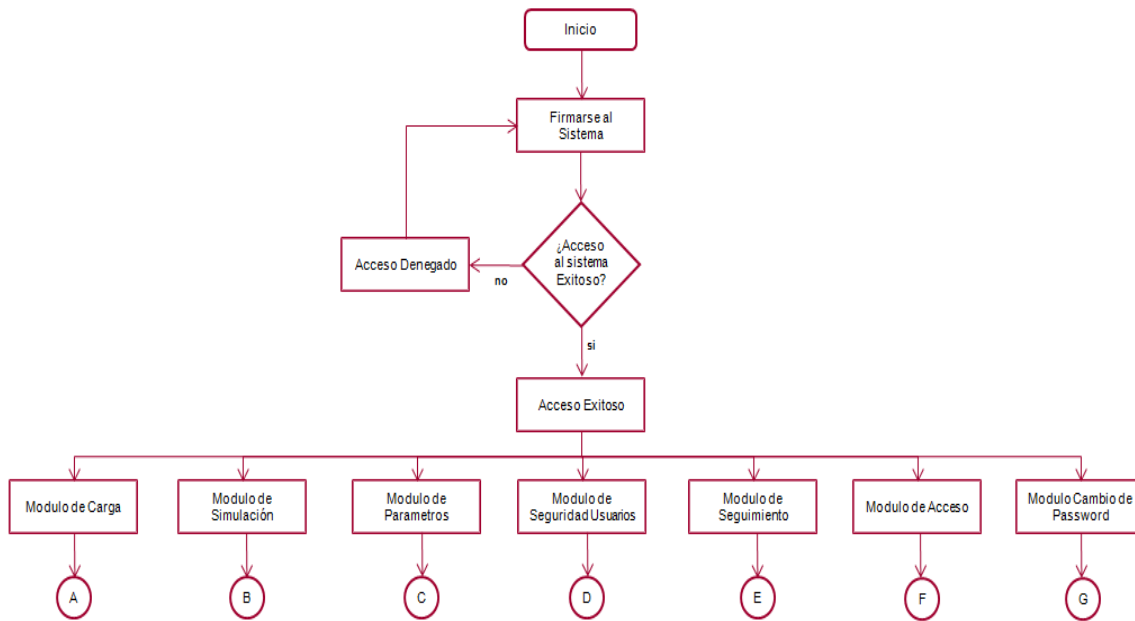 Inicio
Firmarse al
Sistema
¿Acceso
al sistema
Exitoso?
Acceso Denegado
no
si
Acceso Exitoso
Modulo de Carga
Modulo de
Simulación
Modulo de
Parametros
Modulo de
Seguridad Usuarios
Modulo de
Seguimiento
Modulo de Acceso
Modulo Cambio de
Password
A
B
C
D
E
F
G